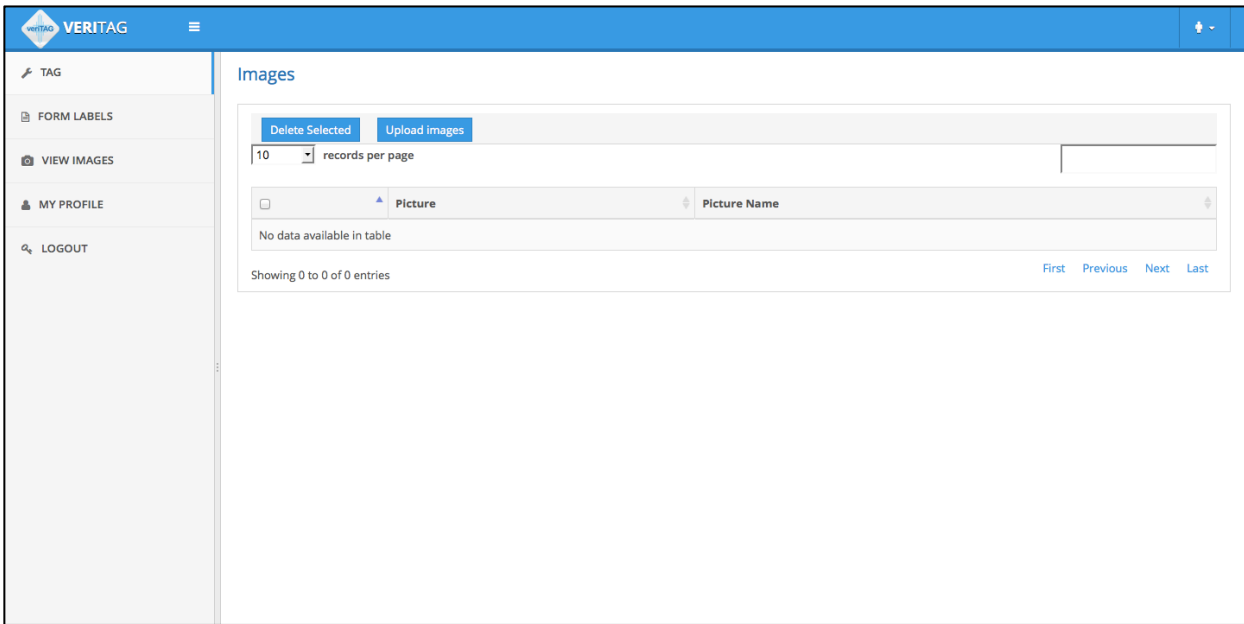 veriTAG VERITAG
TAG
FORM LABELS
VIEW IMAGES
MY PROFILE
LOGOUT
Images
Delete Selected Upload images
10 records per page
Picture Picture Name
No data available in table
Showing 0 to 0 of 0 entries
First Previous Next Last